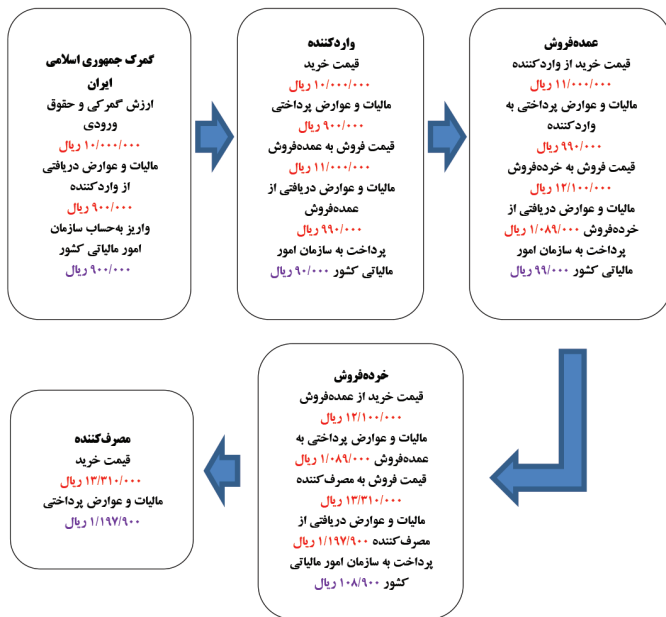 گمرک جمهوری اسلامی
ایران
ارزش گمرکی و حقوق
ورودی
۱۰/۰۰۰/۰۰۰ ریال
مالیات و عوارض دریافتی
از واردکننده
۹۰۰/۰۰۰ ریال
واریز به‌حساب سازمان
امور مالیاتی کشور
۹۰۰/۰۰۰ ریال
واردکننده
قیمت خرید
۱۰/۰۰۰/۰۰۰ ریال
مالیات و عوارض پرداختی
۹۰۰/۰۰۰ ریال
قیمت فروش به عمده‌فروش
۱۱/۰۰۰/۰۰۰ ریال
مالیات و عوارض دریافتی از
عمده‌فروش
۹۹۰/۰۰۰ ریال
پرداخت به سازمان امور
مالیاتی کشور ۹۰/۰۰۰ ریال
عمده‌فروش
قیمت خرید از واردکننده
۱۱/۰۰۰/۰۰۰ ریال
مالیات و عوارض پرداختی به
واردکننده
۹۹۰/۰۰۰ ریال
قیمت فروش به خرده‌فروش
۱۲/۱۰۰/۰۰۰ ریال
مالیات و عوارض دریافتی از
خرده‌فروش ۱/۰۸۹/۰۰۰ ریال
پرداخت به سازمان امور
مالیاتی کشور ۹۹/۰۰۰ ریال
خرده‌فروش
قیمت خرید از عمده‌فروش
۱۲/۱۰۰/۰۰۰ ریال
مالیات و عوارض پرداختی به
عمده‌فروش ۱/۰۸۹/۰۰۰ ریال
قیمت فروش به مصرف‌کننده
۱۳/۳۱۰/۰۰۰ ریال
مالیات و عوارض دریافتی از
مصرف‌کننده ۱/۱۹۷/۹۰۰ ریال
پرداخت به سازمان امور مالیاتی
کشور ۱۰۸/۹۰۰ ریال
مصرف‌کننده
قیمت خرید
۱۳/۳۱۰/۰۰۰ ریال
مالیات و عوارض پرداختی
۱/۱۹۷/۹۰۰ ریال